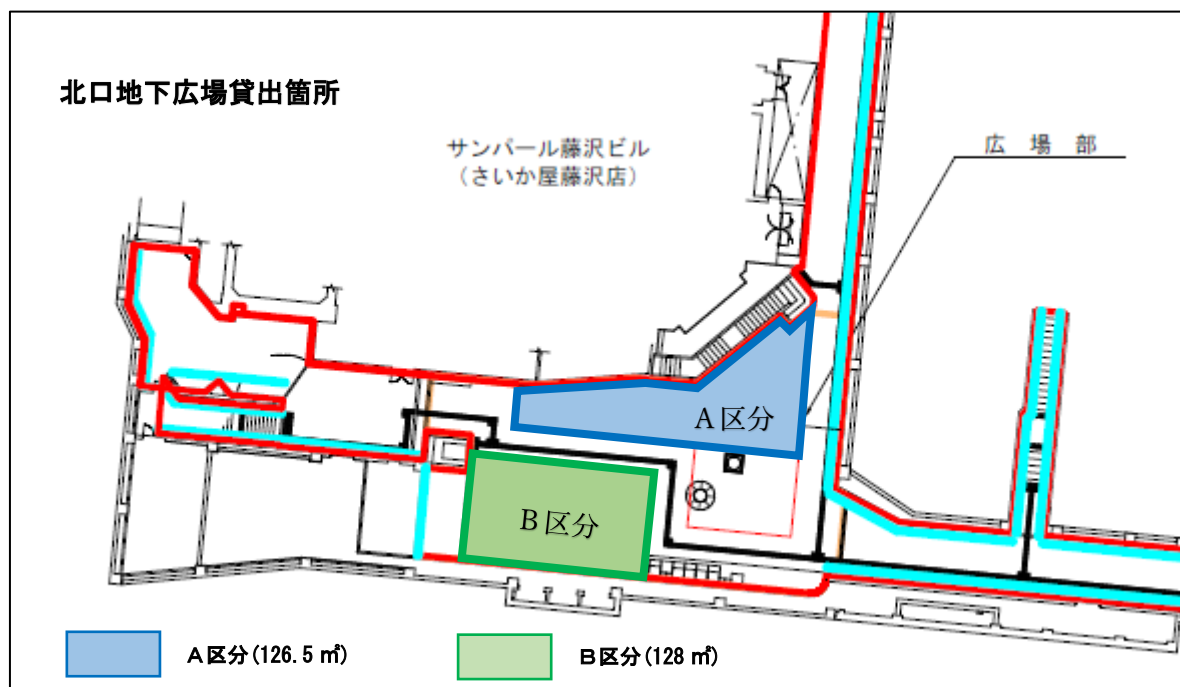 北口地下広場貸出箇所
サンパール藤沢ビル
（さいか屋藤沢店）
広場部
A区分
B区分
A区分(126.5㎡)
B区分(128㎡)